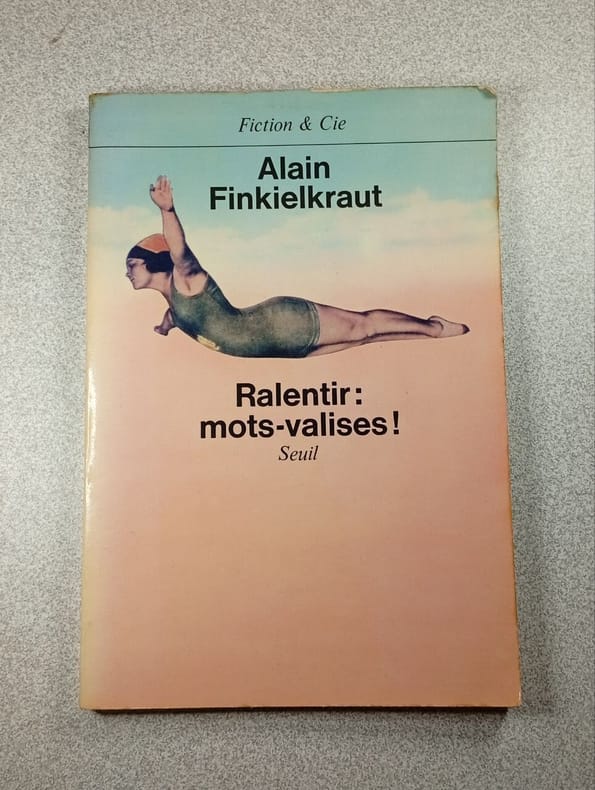 Fiction & Cie
Alain
Finkielkraut
Ralentir :
mots-valises !
Seuil